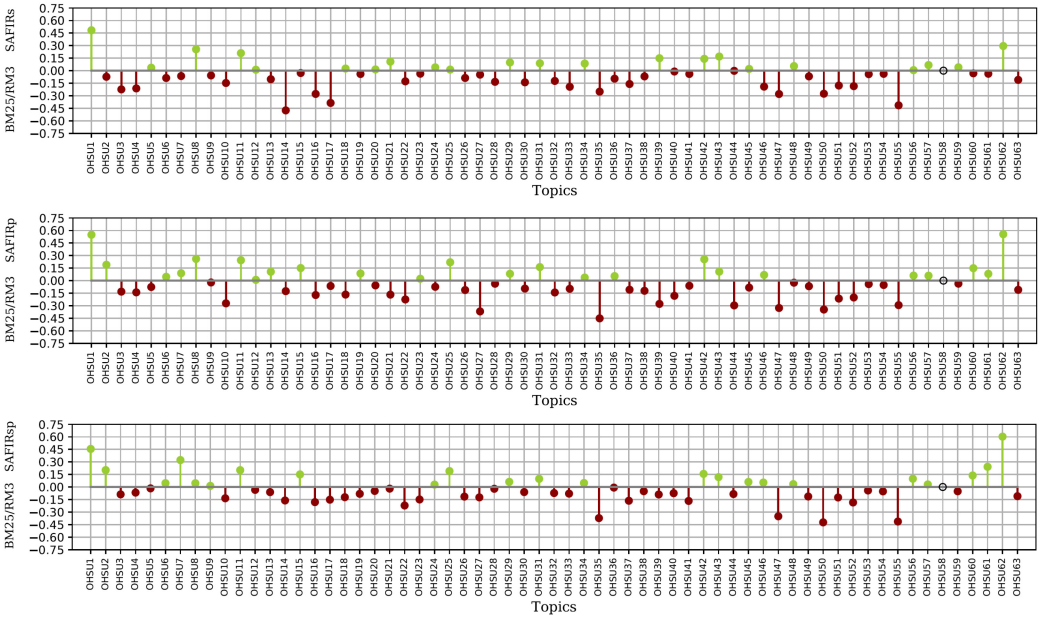 SAFIRs
BM25/RM3
0.75
0.60
0.45
0.30
0.15
0.00
−0.15
−0.30
−0.45
−0.60
−0.75
OHSU1 OHSU2 OHSU3 OHSU4 OHSU5 OHSU6 OHSU7 OHSU8 OHSU9 OHSU10 OHSU11 OHSU12 OHSU13 OHSU14 OHSU15 OHSU16 OHSU17 OHSU18 OHSU19 OHSU20 OHSU21 OHSU22 OHSU23 OHSU24 OHSU25 OHSU26 OHSU27 OHSU28 OHSU29 OHSU30 OHSU31 OHSU32 OHSU33 OHSU34 OHSU35 OHSU36 OHSU37 OHSU38 OHSU39 OHSU40 OHSU41 OHSU42 OHSU43 OHSU44 OHSU45 OHSU46 OHSU47 OHSU48 OHSU49 OHSU50 OHSU51 OHSU52 OHSU53 OHSU54 OHSU55 OHSU56 OHSU57 OHSU58 OHSU59 OHSU60 OHSU61 OHSU62 OHSU63
Topics
SAFIRp
BM25/RM3
0.75
0.60
0.45
0.30
0.15
0.00
−0.15
−0.30
−0.45
−0.60
−0.75
OHSU1 OHSU2 OHSU3 OHSU4 OHSU5 OHSU6 OHSU7 OHSU8 OHSU9 OHSU10 OHSU11 OHSU12 OHSU13 OHSU14 OHSU15 OHSU16 OHSU17 OHSU18 OHSU19 OHSU20 OHSU21 OHSU22 OHSU23 OHSU24 OHSU25 OHSU26 OHSU27 OHSU28 OHSU29 OHSU30 OHSU31 OHSU32 OHSU33 OHSU34 OHSU35 OHSU36 OHSU37 OHSU38 OHSU39 OHSU40 OHSU41 OHSU42 OHSU43 OHSU44 OHSU45 OHSU46 OHSU47 OHSU48 OHSU49 OHSU50 OHSU51 OHSU52 OHSU53 OHSU54 OHSU55 OHSU56 OHSU57 OHSU58 OHSU59 OHSU60 OHSU61 OHSU62 OHSU63
Topics
SAFIRsp
BM25/RM3
0.75
0.60
0.45
0.30
0.15
0.00
−0.15
−0.30
−0.45
−0.60
−0.75
OHSU1 OHSU2 OHSU3 OHSU4 OHSU5 OHSU6 OHSU7 OHSU8 OHSU9 OHSU10 OHSU11 OHSU12 OHSU13 OHSU14 OHSU15 OHSU16 OHSU17 OHSU18 OHSU19 OHSU20 OHSU21 OHSU22 OHSU23 OHSU24 OHSU25 OHSU26 OHSU27 OHSU28 OHSU29 OHSU30 OHSU31 OHSU32 OHSU33 OHSU34 OHSU35 OHSU36 OHSU37 OHSU38 OHSU39 OHSU40 OHSU41 OHSU42 OHSU43 OHSU44 OHSU45 OHSU46 OHSU47 OHSU48 OHSU49 OHSU50 OHSU51 OHSU52 OHSU53 OHSU54 OHSU55 OHSU56 OHSU57 OHSU58 OHSU59 OHSU60 OHSU61 OHSU62 OHSU63
Topics